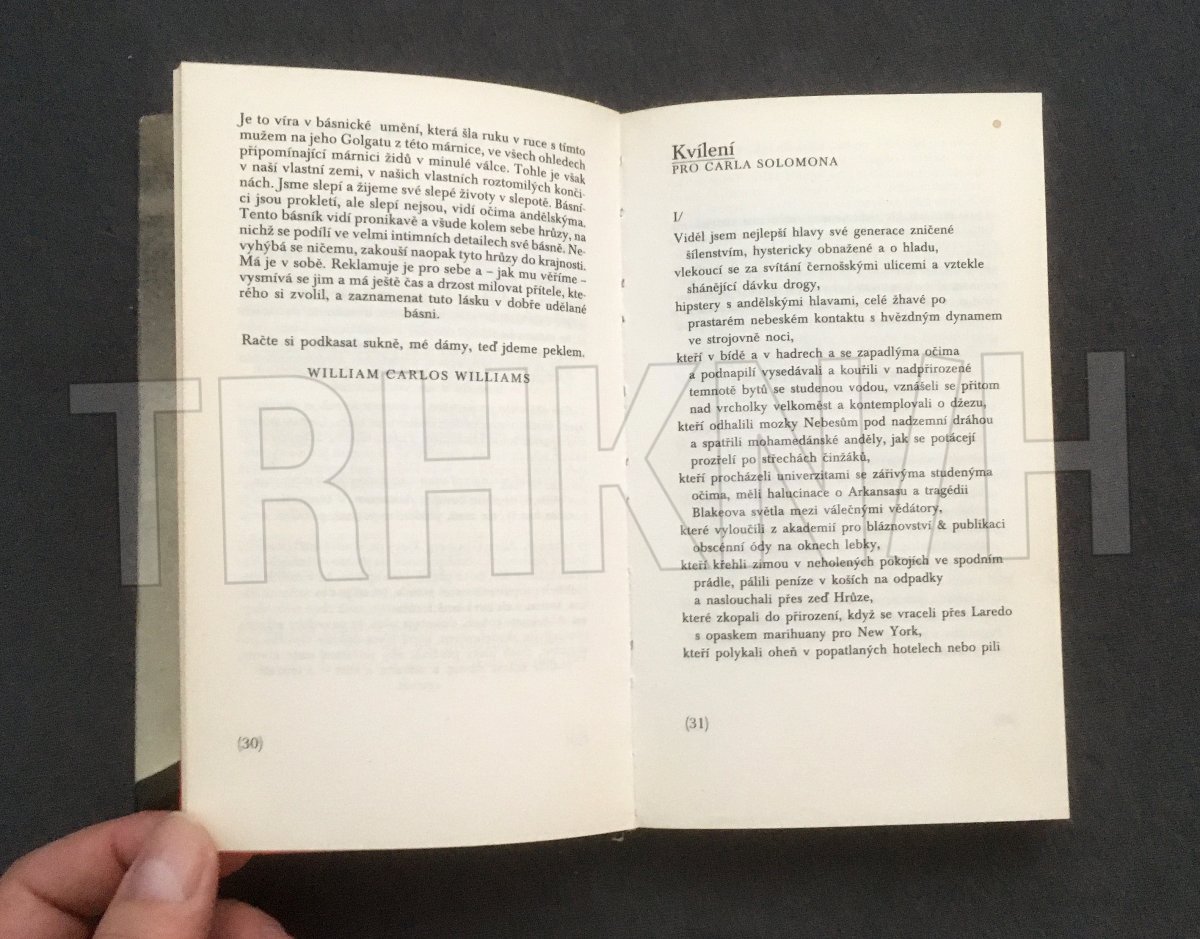 Je to víra v básnické umění, která šla ruku v ruce s tímto
mužem na jeho Golgatu z této márnice, ve všech ohledech
připomínající márnici židů v minulé válce. Tohle je však
v naší vlastní zemi, v našich vlastních roztomilých konči-
nách. Jsme slepí a žijeme své slepé životy v slepotě. Básní-
ci jsou prokletí, ale slepí nejsou, vidí očima andělskýma.
Tento básník vidí pronikavě a všude kolem sebe hrůzy, na
nichž se podílí ve velmi intimních detailech své básně. Ne-
vyhýbá se ničemu, zakouší naopak tyto hrůzy do krajnosti.
Má je v sobě. Reklamuje je pro sebe a – jak mu věříme –
vysmívá se jim a má ještě čas a drzost milovat přítele, kte-
rého si zvolil, a zaznamenat tuto lásku v dobře udělané
básni.
Račte si podkasat sukně, mé dámy, teď jdeme peklem.
WILLIAM CARLOS WILLIAMS
(30)
Kvílení
PRO CARLA SOLOMONA
I/
Viděl jsem nejlepší hlavy své generace zničené
šílenstvím, hystericky obnažené a o hladu,
vlekoucí se za svítání černošskými ulicemi a vztekle
shánějící dávku drogy,
hipstery s andělskými hlavami, celé žhavé po
prastarém nebeském kontaktu s hvězdným dynamem
ve strojovně noci,
kteří v bídě a v hadrech a se zapadlýma očima
a podnapilí vysedávali a kouřili v nadpřirozené
temnotě bytů se studenou vodou, vznášeli se přitom
nad vrcholky velkoměst a kontemplovali o džezu,
kteří odhalili mozky Nebesům pod nadzemní dráhou
a spatřili mohamedánské anděly, jak se potácejí
prozřelí po střechách činžáků,
kteří procházeli univerzitami se zářivýma studenýma
očima, měli halucinace o Arkansasu a tragédii
Blakeova světla mezi válečnými vědátory,
které vyloučili z akademií pro bláznovství & publikaci
obscénní ódy na oknech lebky,
kteří křehli zimou v neholených pokojích ve spodním
prádle, pálili peníze v koších na odpadky
a naslouchali přes zeď Hrůze,
které zkopali do přirození, když se vraceli přes Laredo
s opaskem marihuany pro New York,
kteří polykali oheň v popatlaných hotelech nebo pili
(31)
TRHKNIH